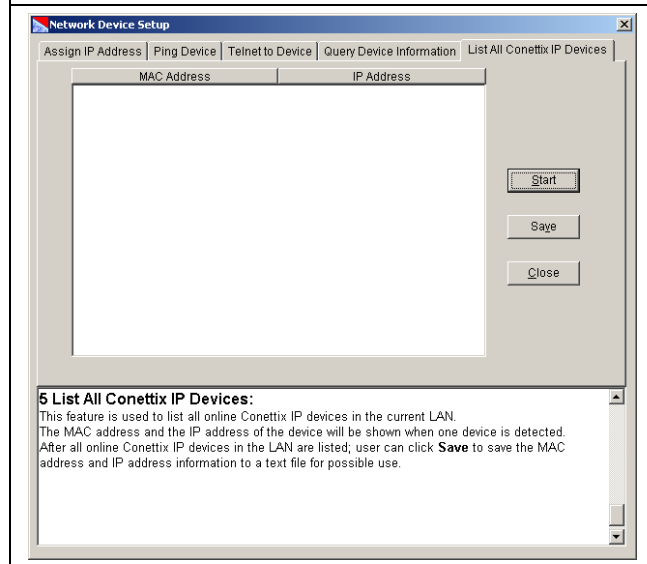 Network Device Setup
Assign IP Address Ping Device Telnet to Device Query Device Information List All Conettix IP Devices
MAC Address IP Address
Start
Save
Close
5 List All Conettix IP Devices:
This feature is used to list all online Conettix IP devices in the current LAN.
The MAC address and the IP address of the device will be shown when one device is detected.
After all online Conettix IP devices in the LAN are listed; user can click Save to save the MAC
address and IP address information to a text file for possible use.